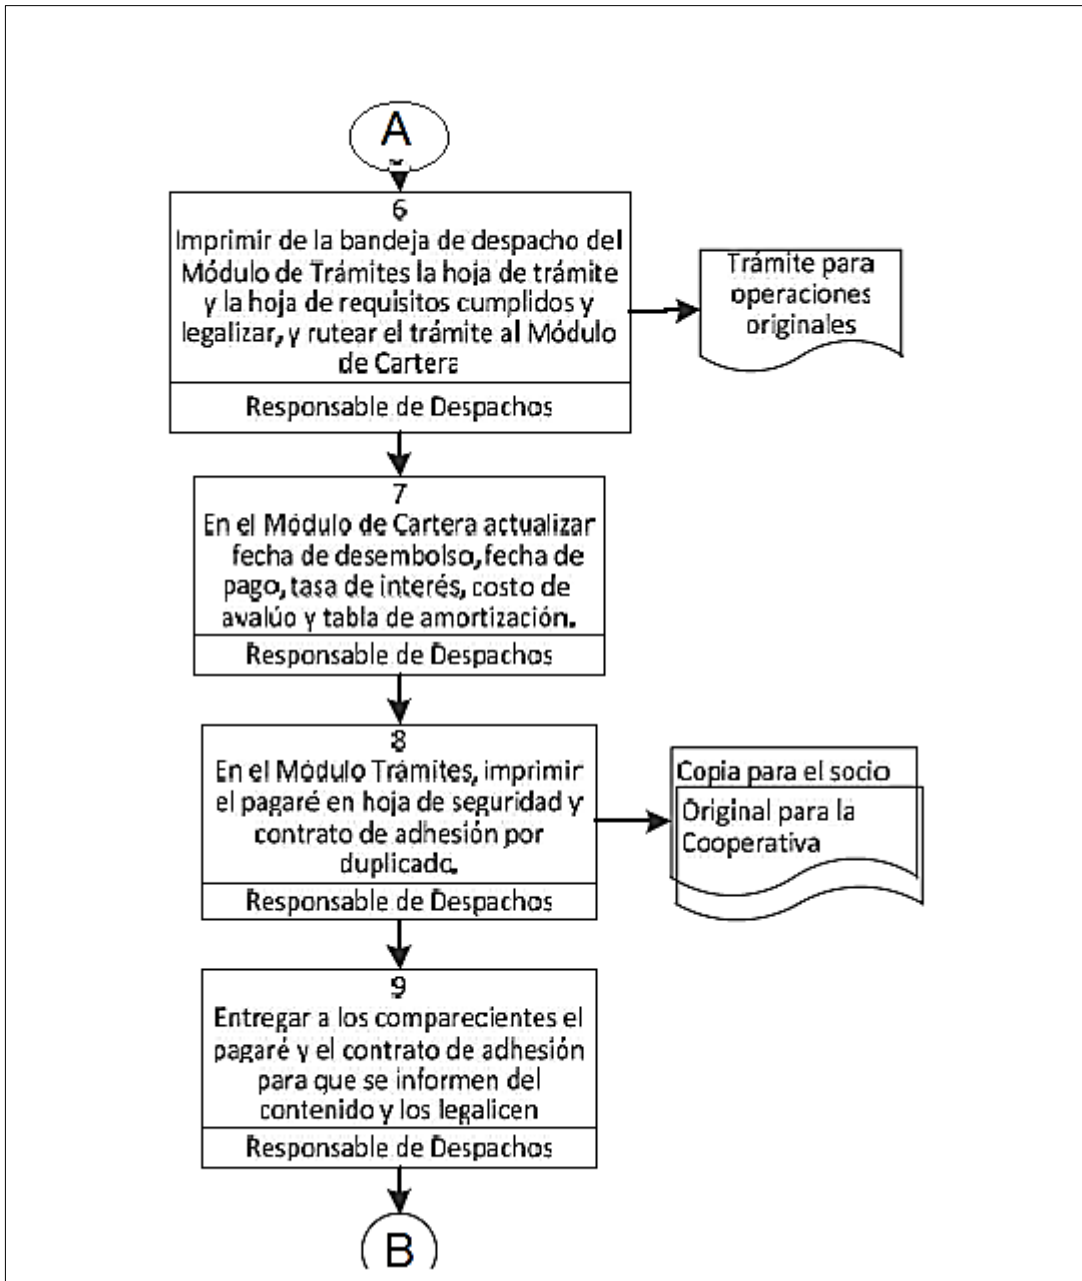 A
6
Imprimir de la bandeja de despacho del
Módulo de Trámites la hoja de trámite
y la hoja de requisitos cumplidos y
legalizar, y rutear el trámite al Módulo
de Cartera
Responsable de Despachos
Trámite para
operaciones
originales
7
En el Módulo de Cartera actualizar
fecha de desembolso, fecha de
pago, tasa de interés, costo de
avalúo y tabla de amortización.
Responsable de Despachos
8
En el Módulo Trámites, imprimir
el pagaré en hoja de seguridad y
contrato de adhesión por
duplicado.
Responsable de Despachos
Copia para el socio
Original para la
Cooperativa
9
Entregar a los comparecientes el
pagaré y el contrato de adhesión
para que se informen del
contenido y los legalicen
Responsable de Despachos
B